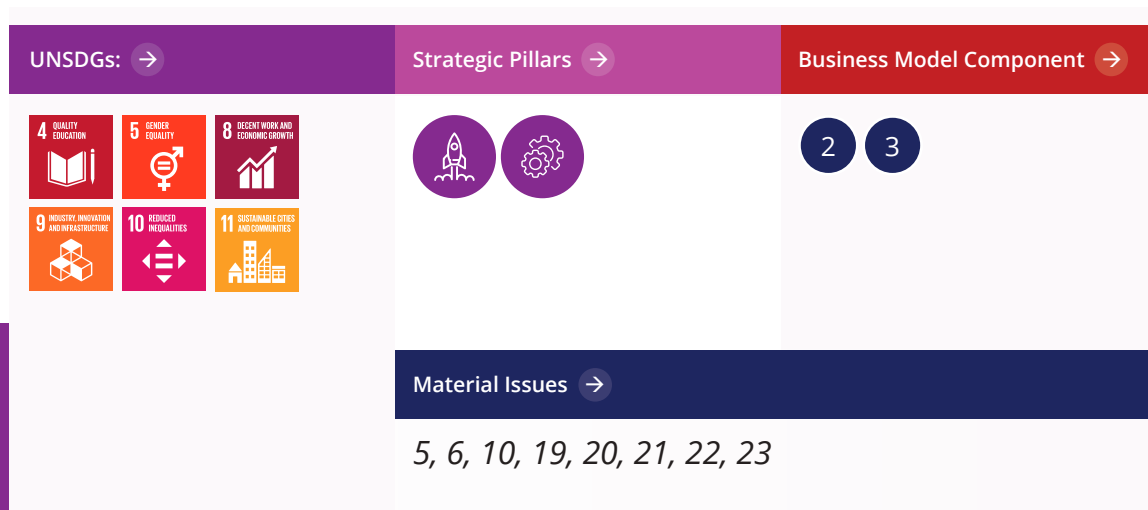 UNSDGs:
4 QUALITY
EDUCATION
5 GENDER
EQUALITY
8 DECENT WORK AND
ECONOMIC GROWTH
9 INDUSTRY, INNOVATION
AND INFRASTRUCTURE
10 REDUCED
INEQUALITIES
11 SUSTAINABLE CITIES
AND COMMUNITIES
Strategic Pillars
Business Model Component
2 3
Material Issues
5, 6, 10, 19, 20, 21, 22, 23